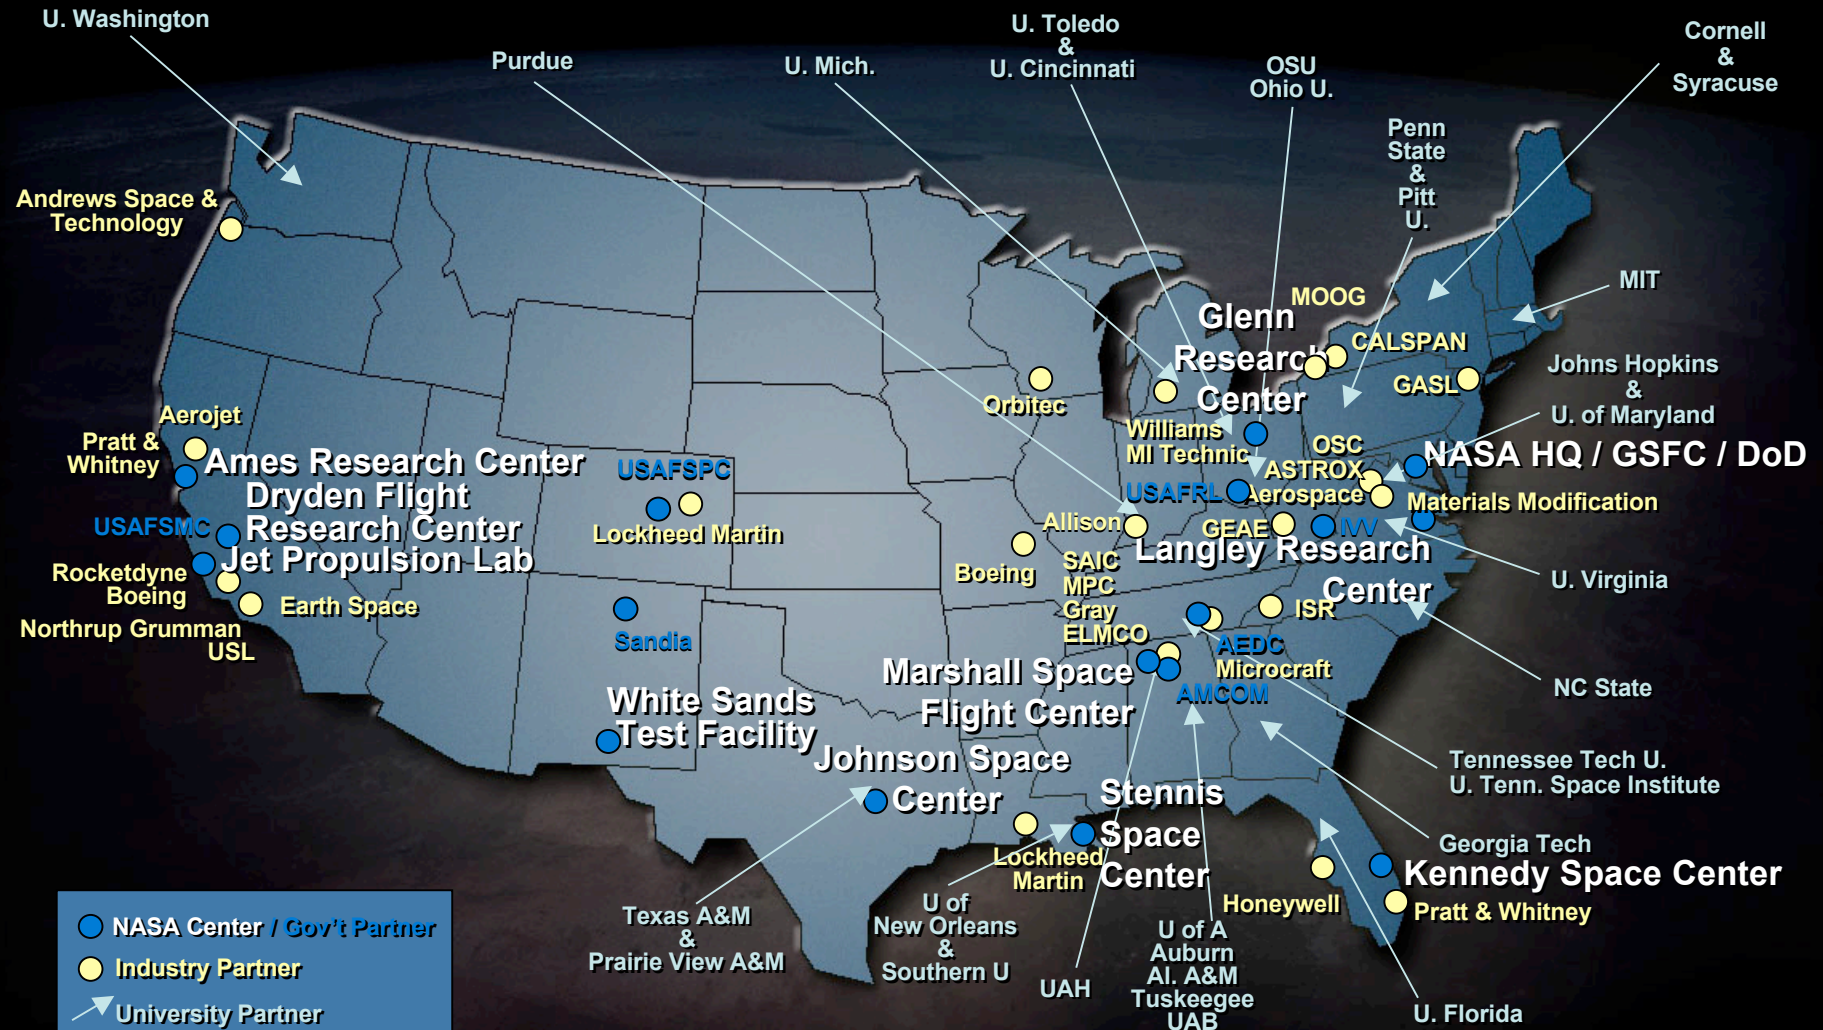 U. Washington
Purdue
U. Mich.
U. Toledo
&
U. Cincinnati
OSU
Ohio U.
Cornell
&
Syracuse
Penn
State
&
Pitt
U.
MIT
Andrews Space &
Technology
MOOG
Glenn
Research
Center
CALSPAN
GASL
Johns Hopkins
&
U. of Maryland
Orbitec
Aerojet
Pratt &
Whitney
Ames Research Center
Dryden Flight
Research Center
USAFSMC
Jet Propulsion Lab
Rocketdyne
Boeing
Earth Space
Northrup Grumman
USL
USAFSPC
Lockheed Martin
Sandia
Williams
MI Technic
OSC
ASTROX
Aerospace
USAFRL
NASA HQ / GSFC / DoD
Materials Modification
Allison
GEAE
IVV
Langley Research
Center
Boeing
SAIC
MPC
Gray
ELMCO
ISR
U. Virginia
AEDC
Microcraft
Marshall Space
Flight Center
AMCOM
NC State
White Sands
Test Facility
Johnson Space
Center
Stennis
Space
Center
Tennessee Tech U.
U. Tenn. Space Institute
Georgia Tech
Kennedy Space Center
Lockheed
Martin
Honeywell
Pratt & Whitney
Texas A&M
&
Prairie View A&M
U of
New Orleans
&
Southern U
UAH
U of A
Auburn
Al. A&M
Tuskeegee
UAB
U. Florida
NASA Center / Gov't Partner
Industry Partner
University Partner